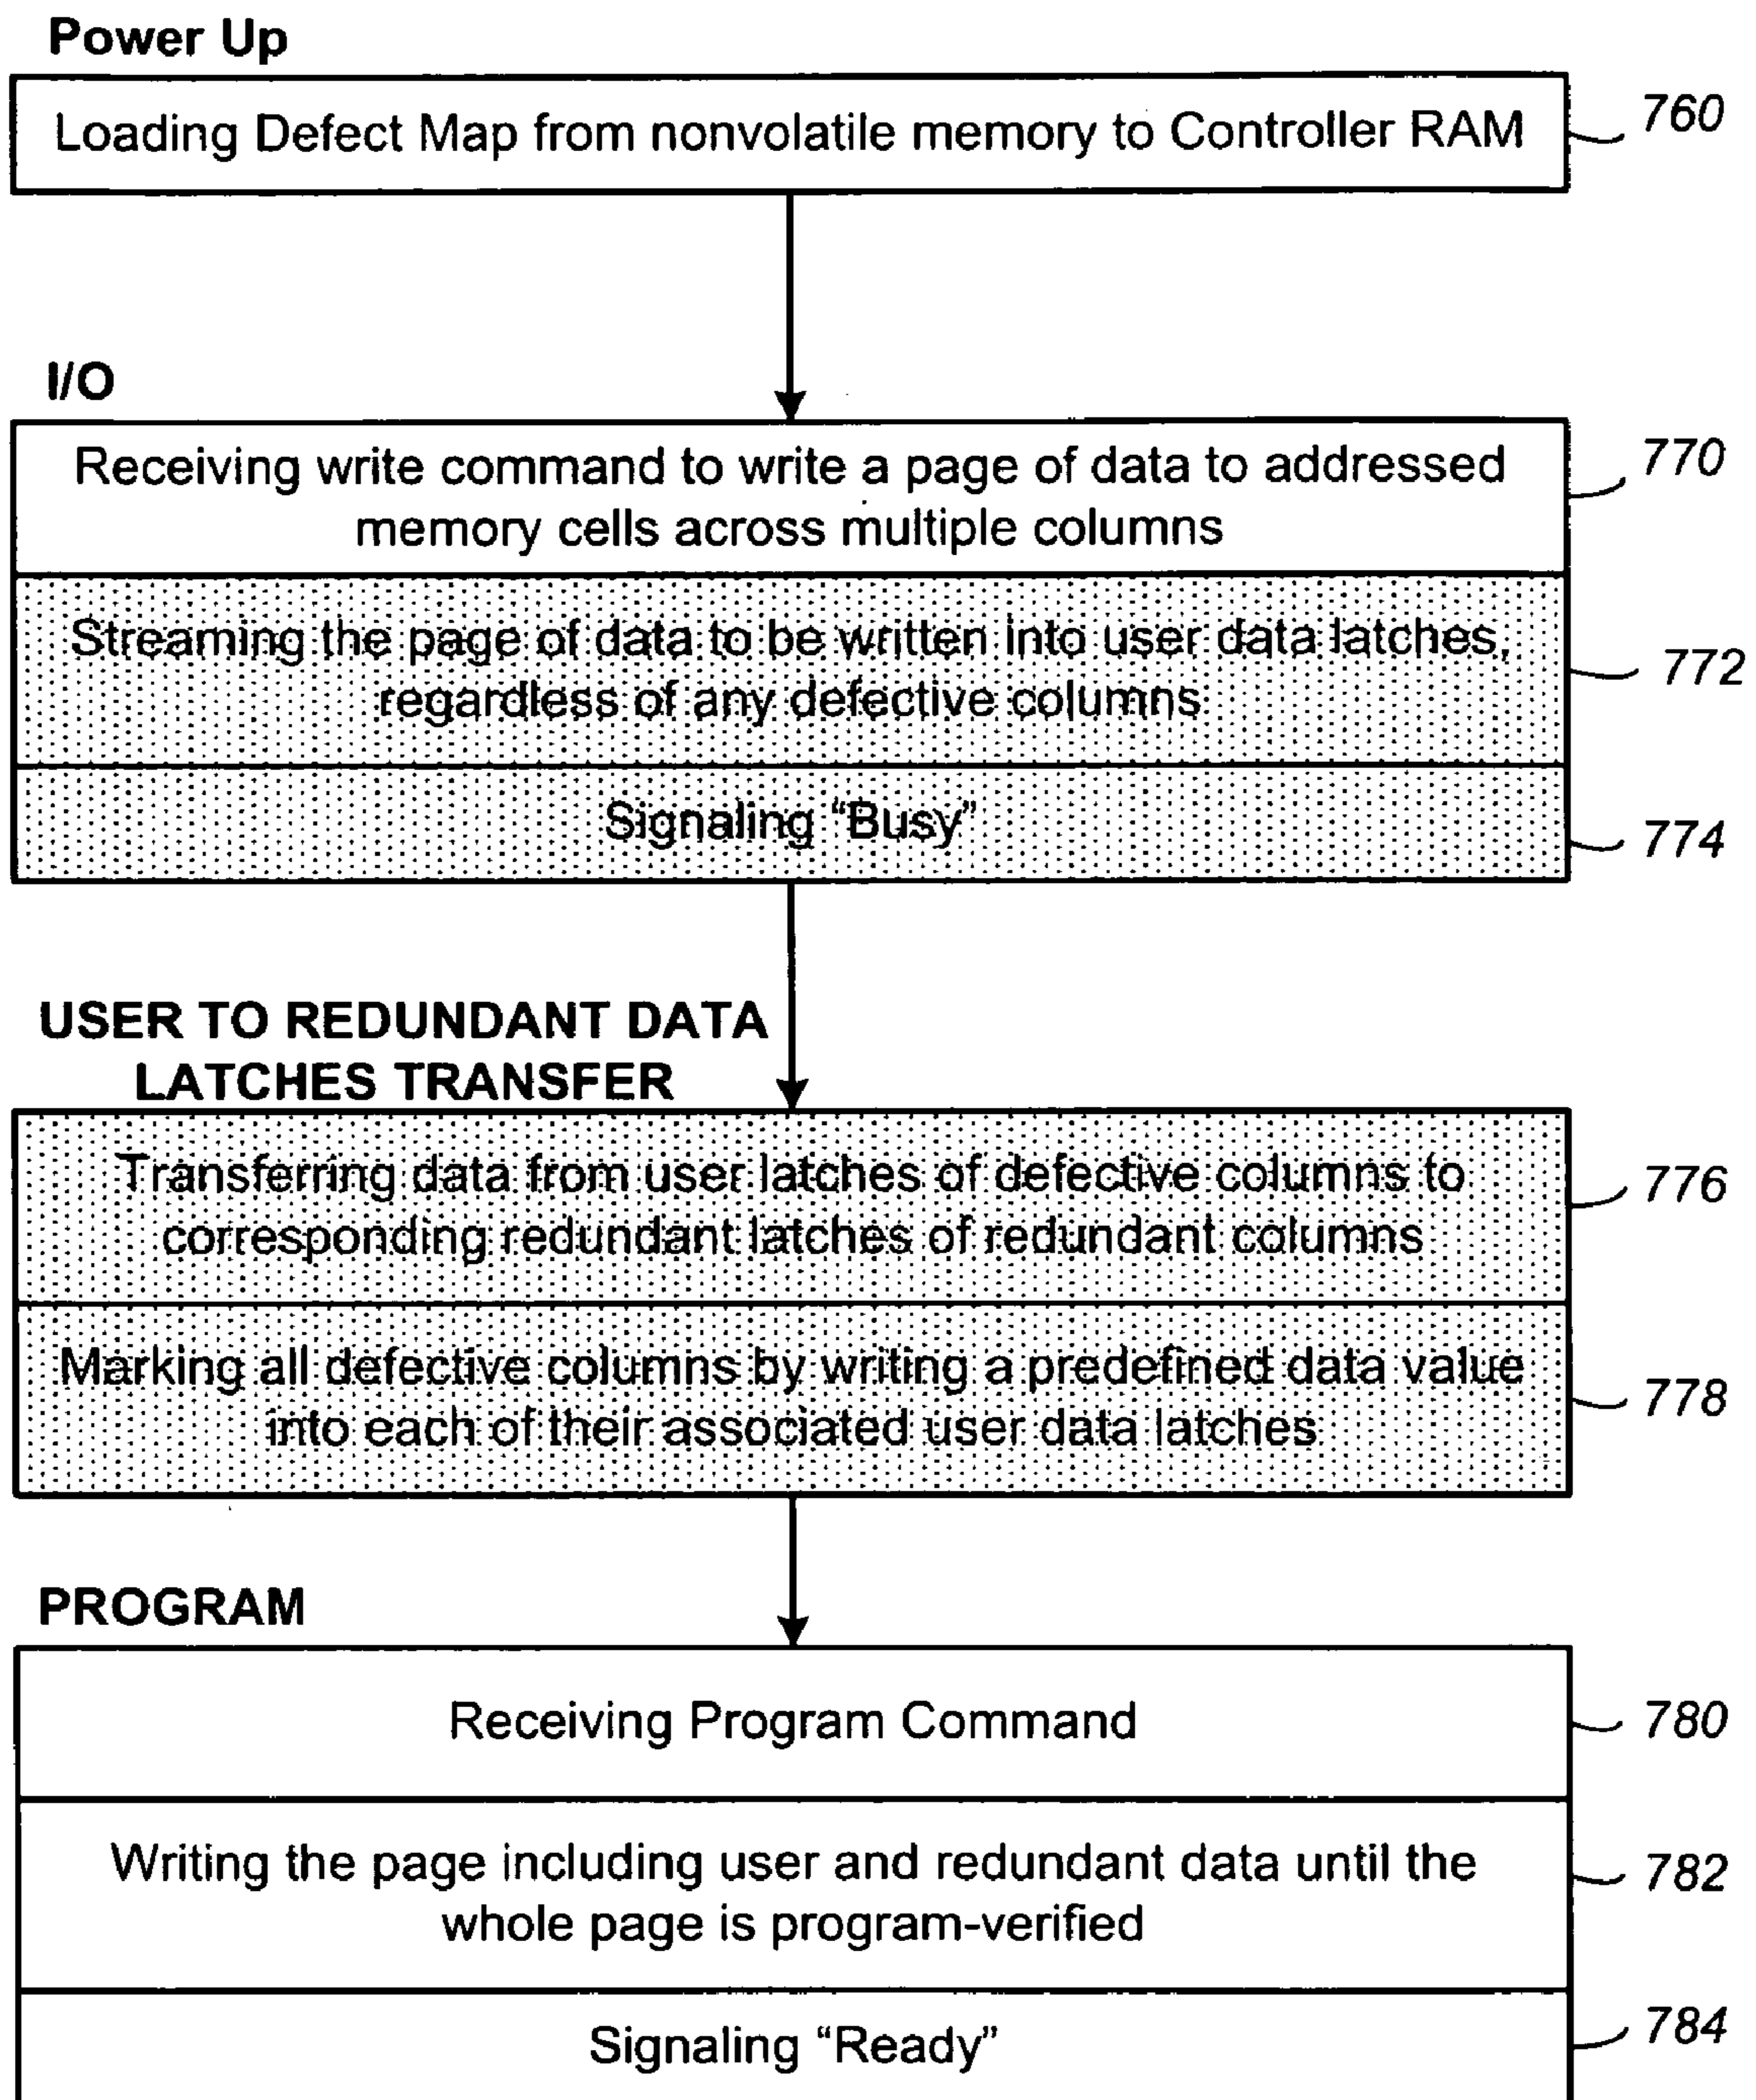 Power Up
Loading Defect Map from nonvolatile memory to Controller RAM
760
I/O
Receiving write command to write a page of data to addressed
memory cells across multiple columns
770
Streaming the page of data to be written into user data latches,
regardless of any defective columns
772
Signaling “Busy”
774
USER TO REDUNDANT DATA
LATCHES TRANSFER
Transferring data from user latches of defective columns to
corresponding redundant latches of redundant columns
776
Marking all defective columns by writing a predefined data value
into each of their associated user data latches
778
PROGRAM
Receiving Program Command
780
Writing the page including user and redundant data until the
whole page is program-verified
782
Signaling “Ready”
784